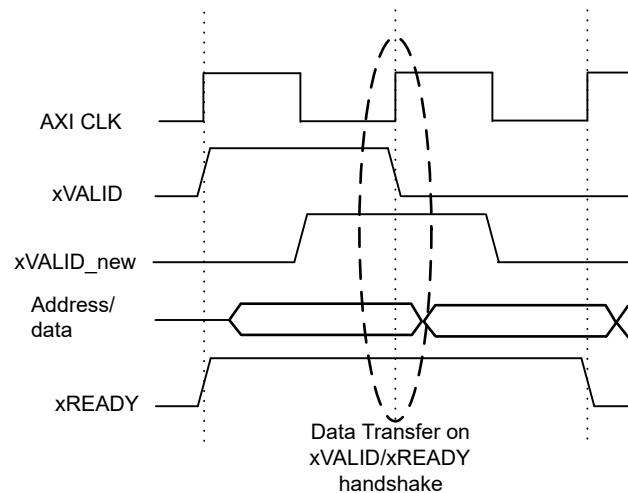 AXI CLK
xVALID
xVALID_new
Address/
data
xREADY
Data Transfer on
xVALID/xREADY
handshake